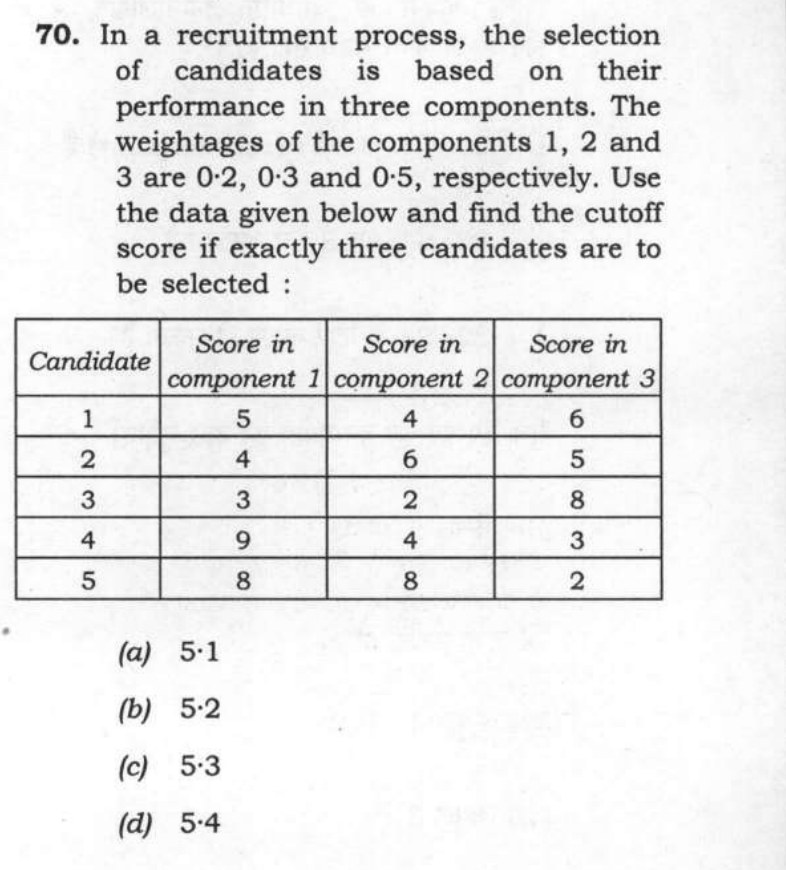 70. In a recruitment process, the selection
of candidates is based on their
performance in three components. The
weightages of the components 1, 2 and
3 are 0·2, 0·3 and 0·5, respectively. Use
the data given below and find the cutoff
score if exactly three candidates are to
be selected :
Candidate Score in component 1 Score in component 2 Score in component 3
1 5 4 6
2 4 6 5
3 3 2 8
4 9 4 3
5 8 8 2
(a) 5·1
(b) 5·2
(c) 5·3
(d) 5·4